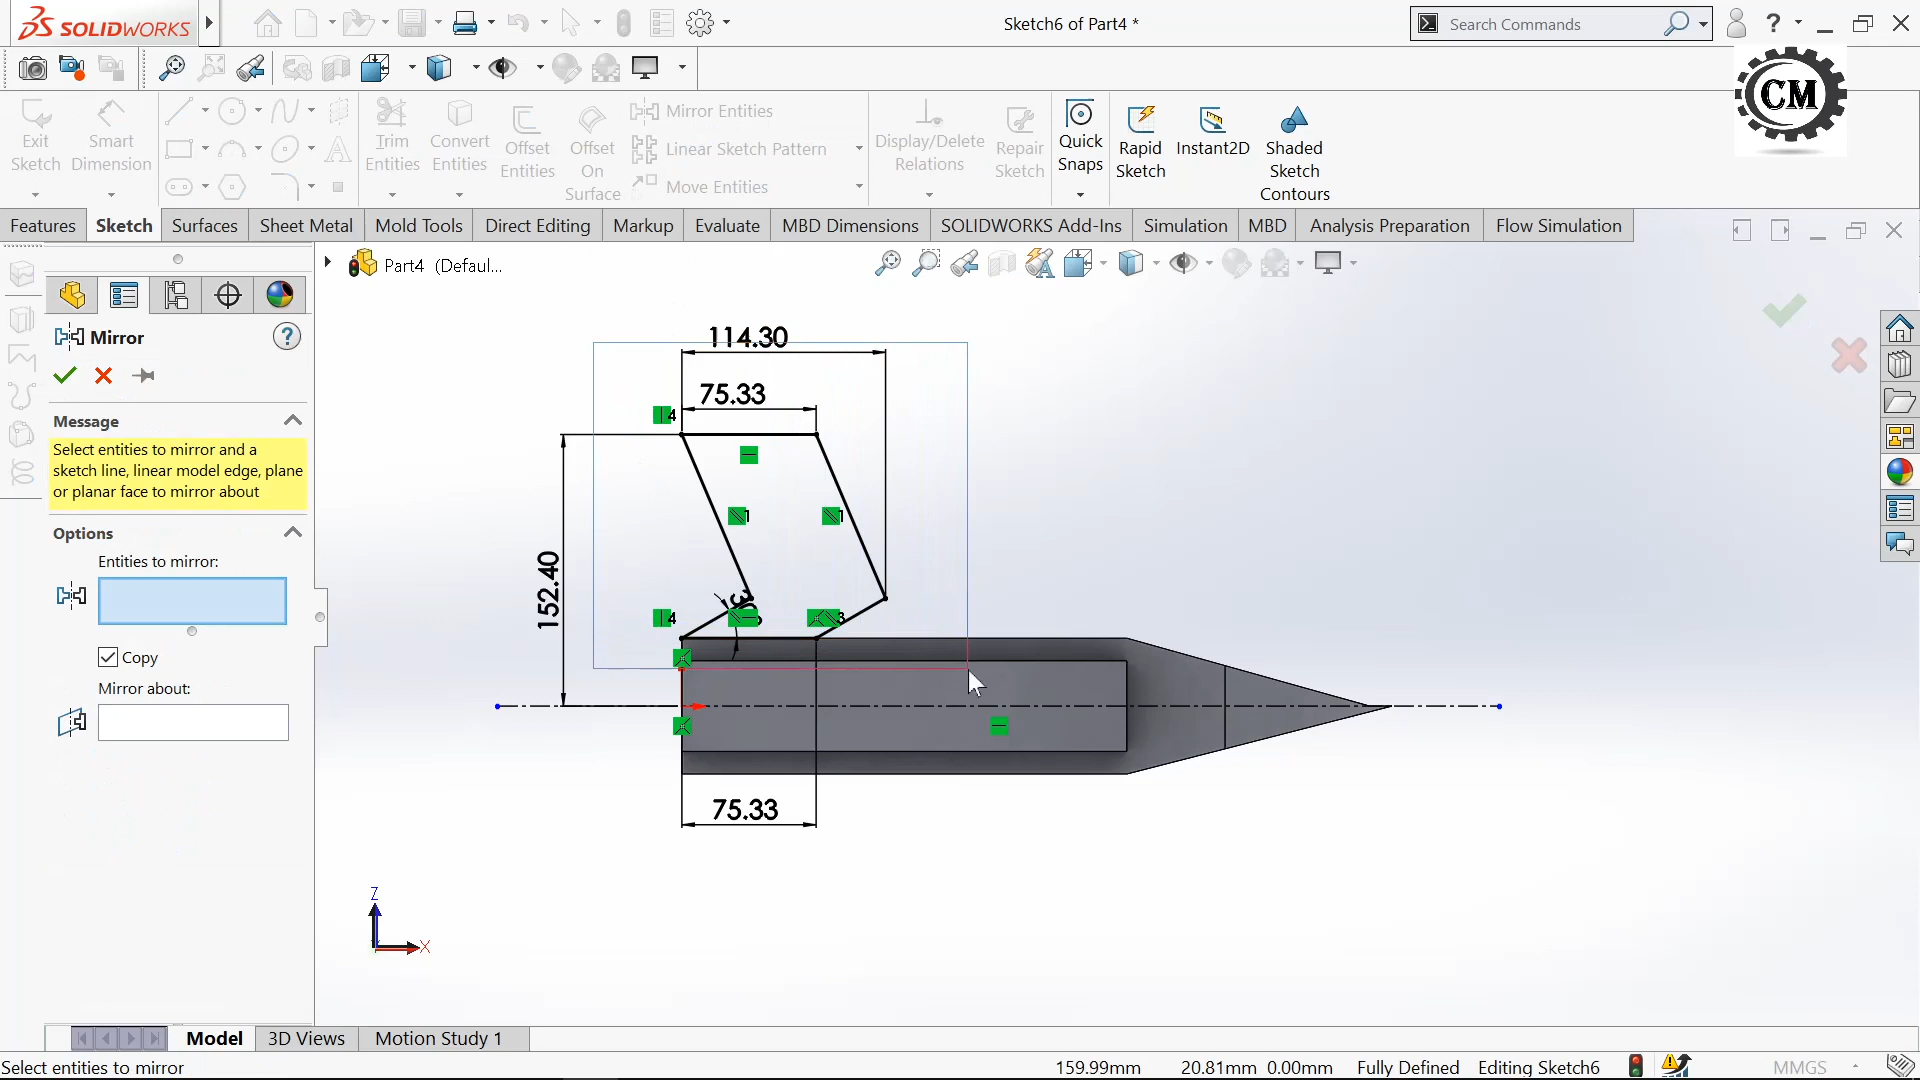 SOLIDWORKS
Sketch6 of Part4 *
Search Commands
?
CM
Exit
Sketch
Smart
Dimension
Trim
Entities
Convert
Entities
Offset
Entities
Offset
On
Surface
Mirror Entities
Linear Sketch Pattern
Move Entities
Display/Delete
Relations
Repair
Sketch
Quick
Snaps
Rapid
Sketch
Instant2D
Shaded
Sketch
Contours
Features
Sketch
Surfaces
Sheet Metal
Mold Tools
Direct Editing
Markup
Evaluate
MBD Dimensions
SOLIDWORKS Add-Ins
Simulation
MBD
Analysis Preparation
Flow Simulation
Part4 (Defaul...
Mirror
?
Message
Select entities to mirror and a
sketch line, linear model edge, plane
or planar face to mirror about
Options
Entities to mirror:
Copy
Mirror about:
114.30
75.33
4
1
1
152.40
4
3
75.33
Z
X
Model
3D Views
Motion Study 1
Select entities to mirror
159.99mm
20.81mm 0.00mm
Fully Defined
Editing Sketch6
MMGS